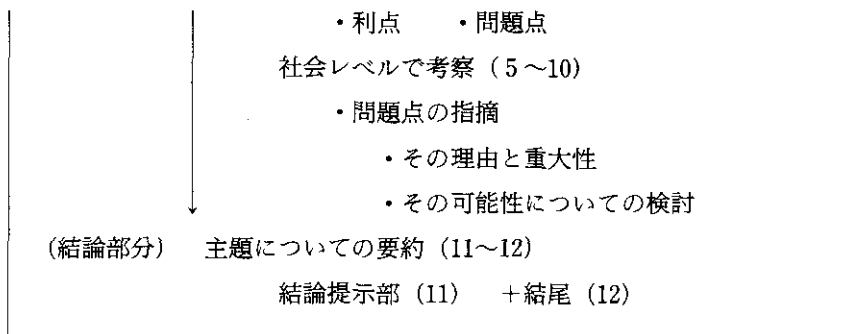 ・利点　・問題点
社会レベルで考察（５～10）
・問題点の指摘
・その理由と重大性
・その可能性についての検討
(結論部分)　主題についての要約（11～12）
結論提示部（11）　＋結尾（12）